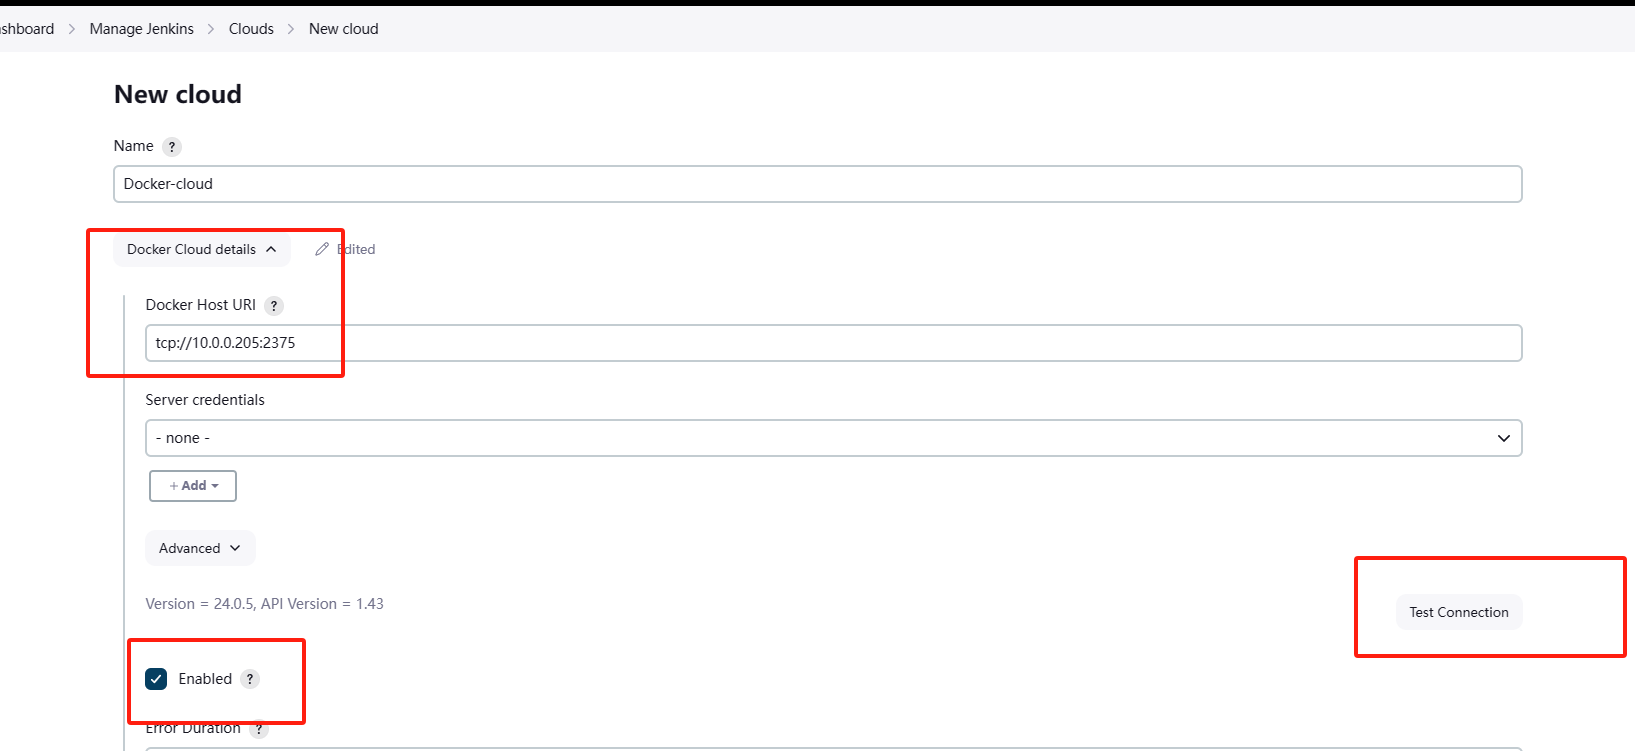 shboard > Manage Jenkins > Clouds > New cloud
New cloud
Name ?
Docker-cloud
Docker Cloud details Edited
Docker Host URI ?
tcp://10.0.0.205:2375
Server credentials
- none -
+ Add
Advanced
Version = 24.0.5, API Version = 1.43
Test Connection
Enabled ?
Error Duration ?